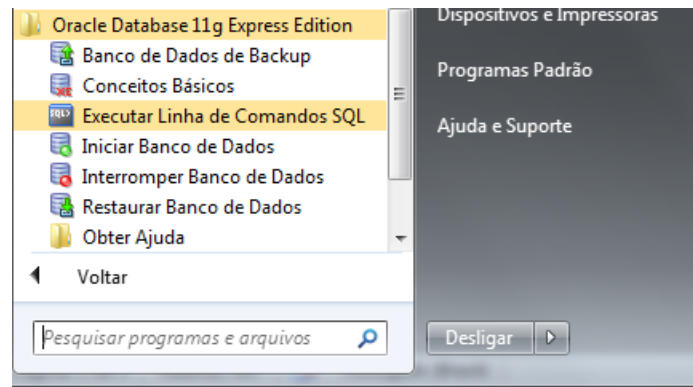 Oracle Database 11g Express Edition
Banco de Dados de Backup
Conceitos Básicos
SQL>
Executar Linha de Comandos SQL
Iniciar Banco de Dados
Interromper Banco de Dados
Restaurar Banco de Dados
Obter Ajuda
Voltar
Pesquisar programas e arquivos
Dispositivos e Impressoras
Programas Padrão
Ajuda e Suporte
Desligar